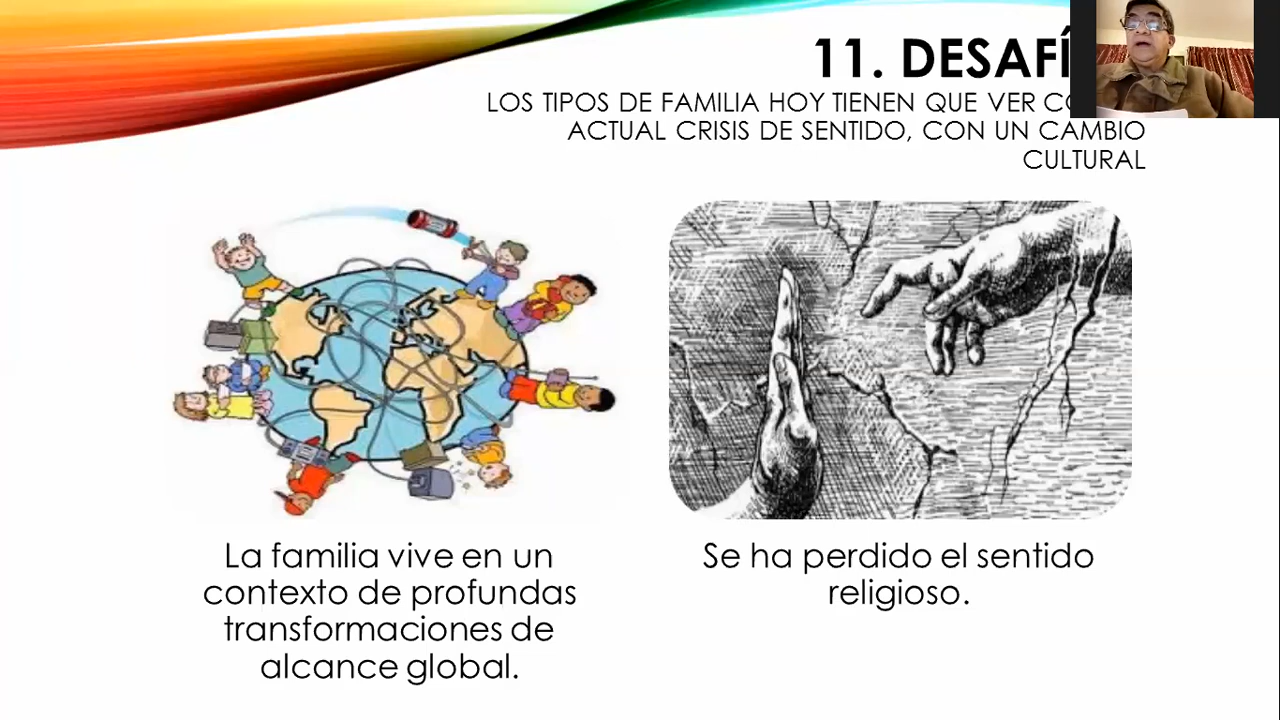 11. DESAFÍ
LOS TIPOS DE FAMILIA HOY TIENEN QUE VER
ACTUAL CRISIS DE SENTIDO, CON UN CAMBIO
CULTURAL
La familia vive en un
contexto de profundas
transformaciones de
alcance global.
Se ha perdido el sentido
religioso.